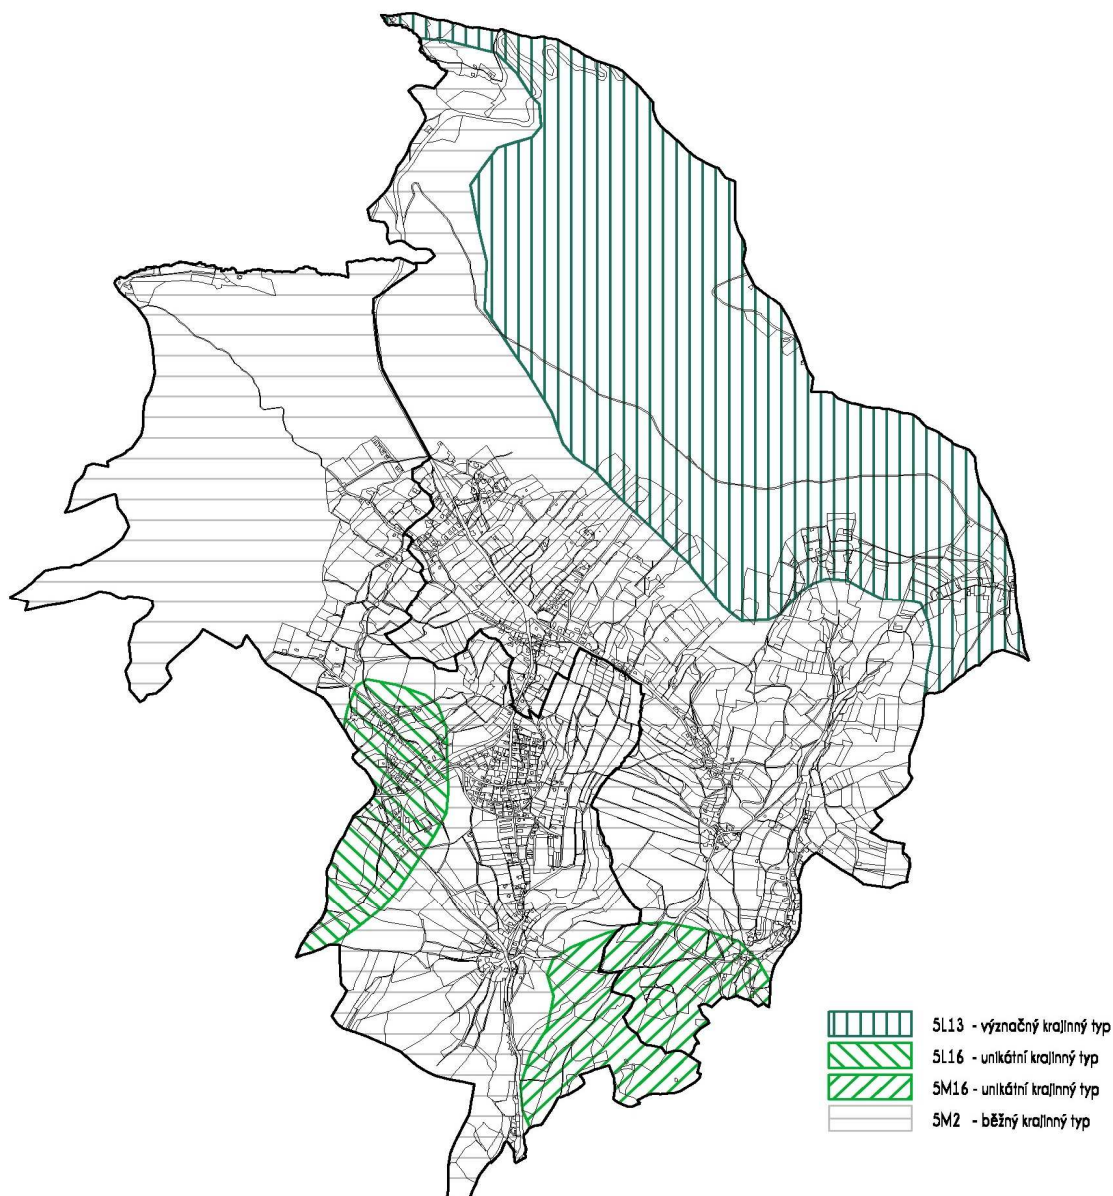 5L13 - význačný krajinný typ
5L16 - unikátní krajinný typ
5M16 - unikátní krajinný typ
5M2 - běžný krajinný typ